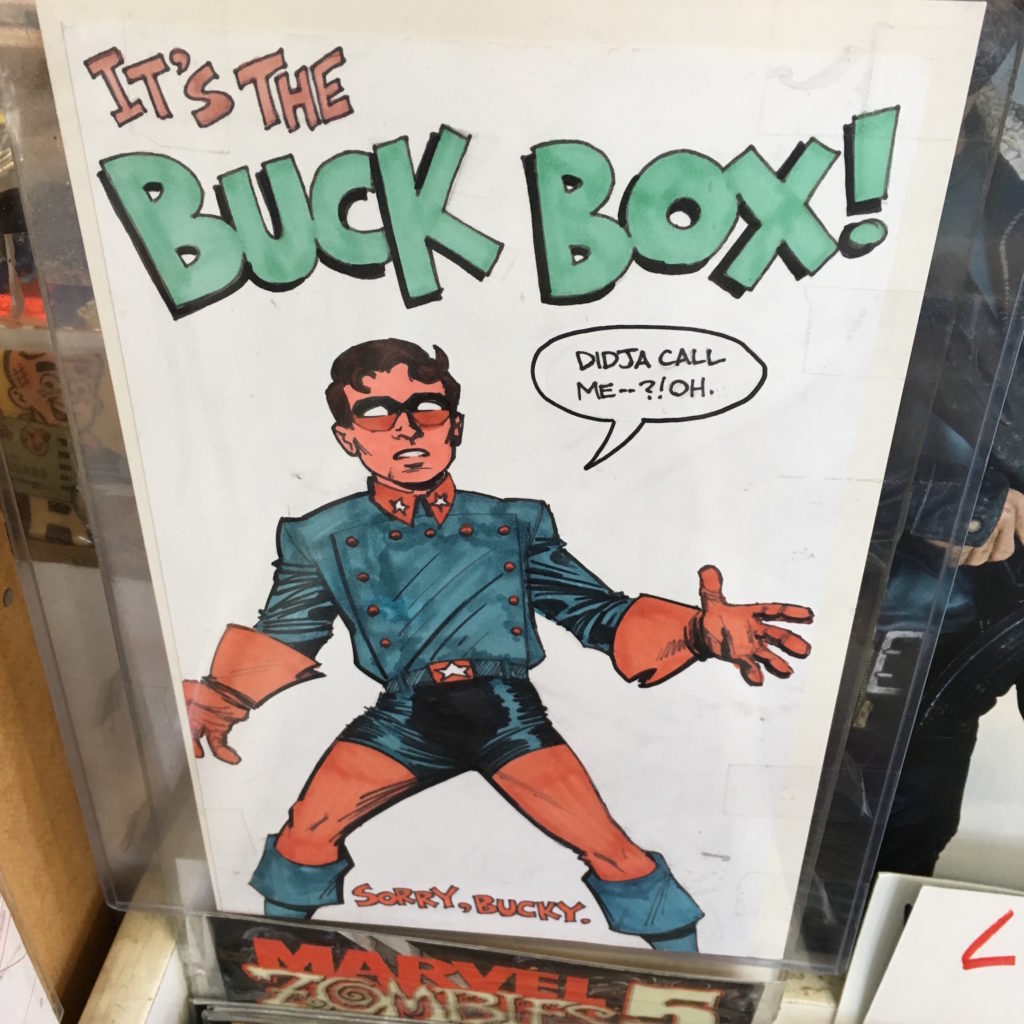 IT'S THE
BUCK BOX!
DIDJA CALL
ME--?! OH.
SORRY, BUCKY.
MARVEL
ZOMBIES 5
E